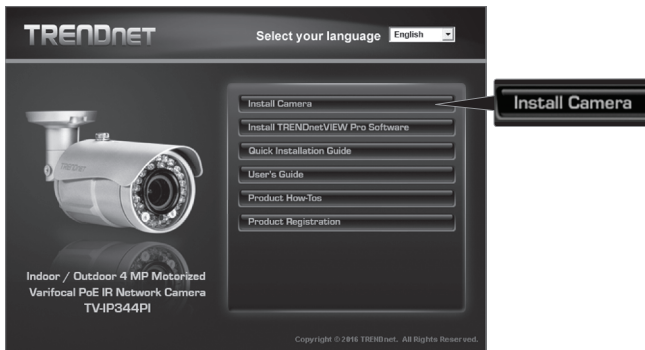 TRENDnet
Select your language English
Install Camera
Install Camera
Install TRENDnetVIEW Pro Software
Quick Installation Guide
User's Guide
Product How-Tos
Product Registration
TRENDnet
Indoor / Outdoor 4 MP Motorized
Varifocal PoE IR Network Camera
TV-IP344PI
Copyright © 2016 TRENDnet. All Rights Reserved.